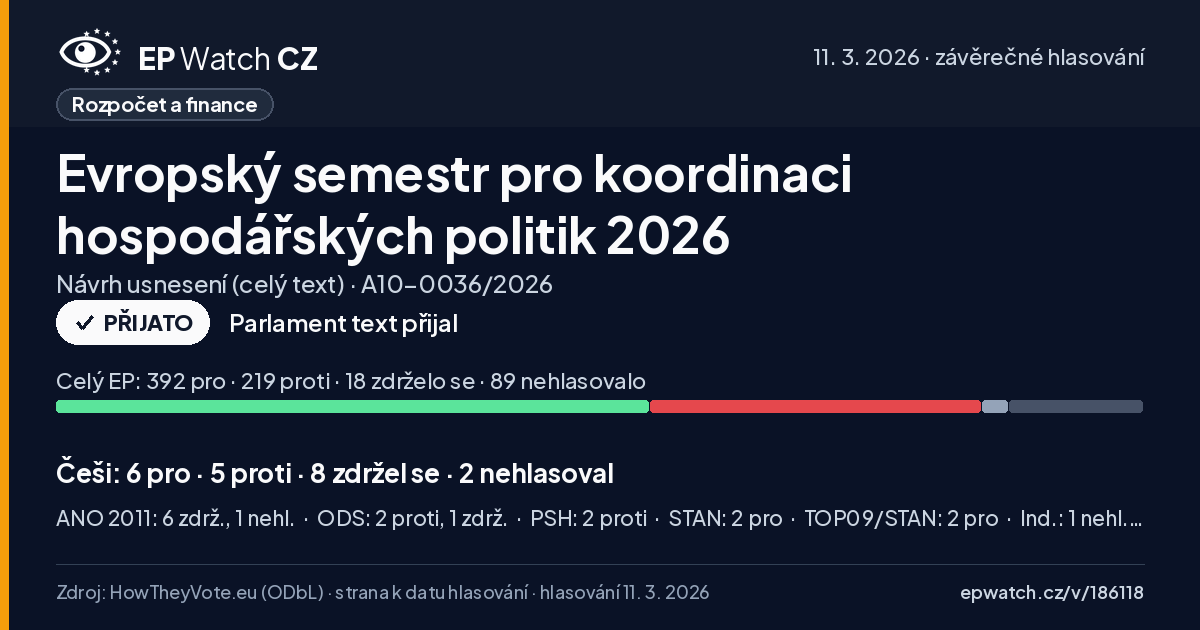 EP Watch CZ
11. 3. 2026 · závěrečné hlasování
Rozpočet a finance
Evropský semestr pro koordinaci
hospodářských politik 2026
Návrh usnesení (celý text) · A10-0036/2026
✓ PŘIJATO
Parlament text přijal
Celý EP: 392 pro · 219 proti · 18 zdrželo se · 89 nehlasovalo
Češi: 6 pro · 5 proti · 8 zdržel se · 2 nehlasoval
ANO 2011: 6 zdrž., 1 nehl. · ODS: 2 proti, 1 zdrž. · PSH: 2 proti · STAN: 2 pro · TOP09/STAN: 2 pro · Ind.: 1 nehl.…
Zdroj: HowTheyVote.eu (ODbL) · strana k datu hlasování · hlasování 11. 3. 2026
epwatch.cz/v/186118